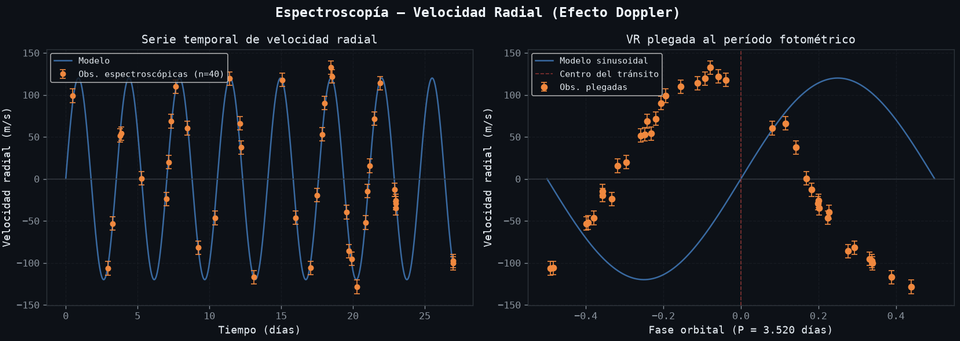 Espectroscopía — Velocidad Radial (Efecto Doppler)
Serie temporal de velocidad radial
Modelo
Obs. espectroscópicas (n=40)
Velocidad radial (m/s)
150
100
50
0
−50
−100
−150
0
5
10
15
20
25
Tiempo (días)
VR plegada al período fotométrico
Modelo sinusoidal
Centro del tránsito
Obs. plegadas
Velocidad radial (m/s)
150
100
50
0
−50
−100
−150
−0.4
−0.2
0.0
0.2
0.4
Fase orbital (P = 3.520 días)